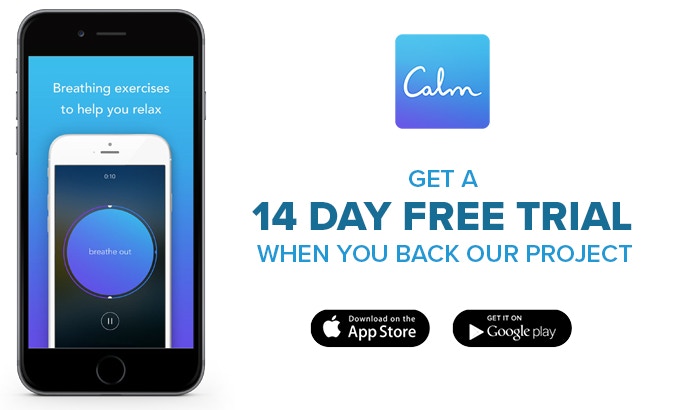 Breathing exercises
to help you relax
0:10
breathe out
Calm
GET A
14 DAY FREE TRIAL
WHEN YOU BACK OUR PROJECT
Download on the
App Store
GET IT ON
Google play